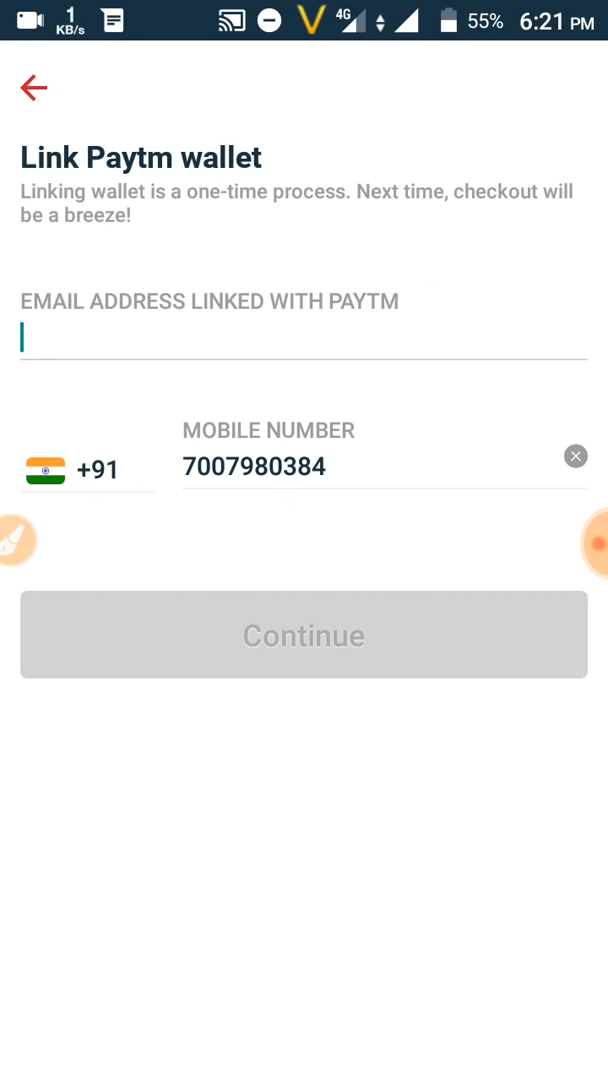 1 KB/s 4G 55% 6:21 PM
Link Paytm wallet
Linking wallet is a one-time process. Next time, checkout will
be a breeze!
EMAIL ADDRESS LINKED WITH PAYTM
MOBILE NUMBER
+91 7007980384
Continue